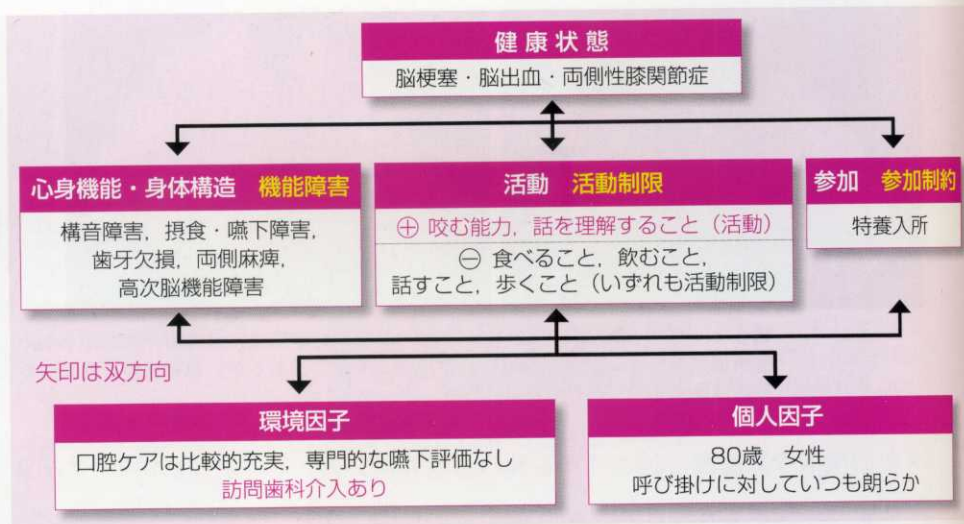 健康状態
脳梗塞・脳出血・両側性膝関節症
心身機能・身体構造 機能障害
構音障害，摂食・嚥下障害，
歯牙欠損，両側麻痺，
高次脳機能障害
活動 活動制限
⊕ 咬む能力，話を理解すること（活動）
⊖ 食べること，飲むこと，
話すこと，歩くこと（いずれも活動制限）
参加 参加制約
特養入所
矢印は双方向
環境因子
口腔ケアは比較的充実，専門的な嚥下評価なし
訪問歯科介入あり
個人因子
80歳 女性
呼び掛けに対していつも朗らか